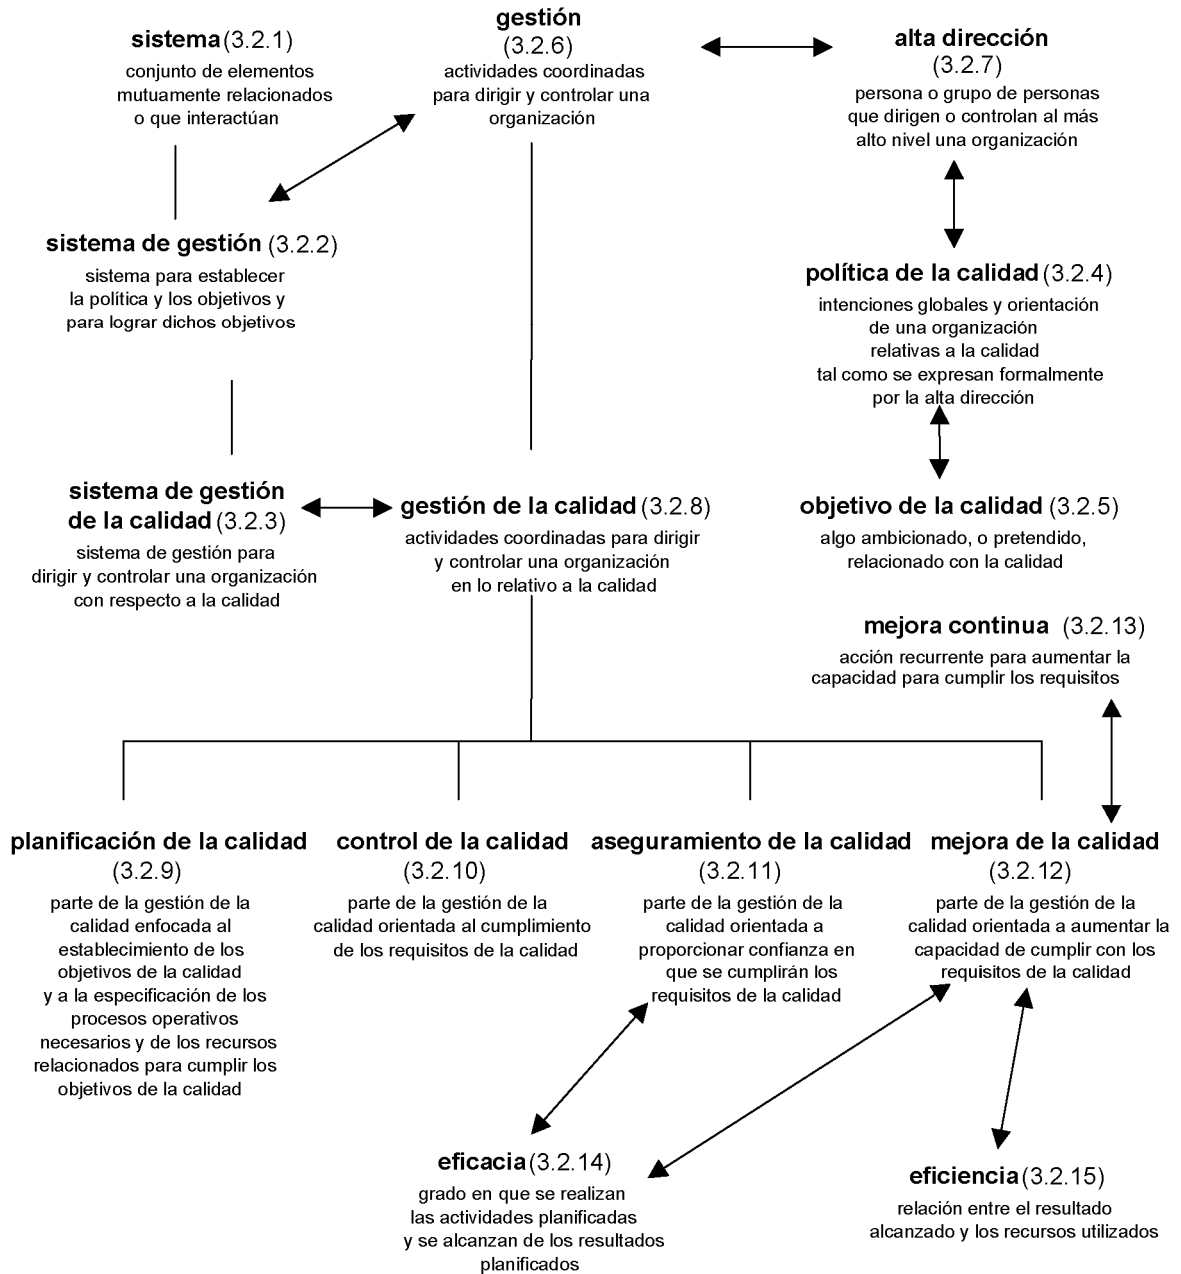 sistema (3.2.1)
conjunto de elementos
mutuamente relacionados
o que interactúan
gestión
(3.2.6)
actividades coordinadas
para dirigir y controlar una
organización
alta dirección
(3.2.7)
persona o grupo de personas
que dirigen o controlan al más
alto nivel una organización
sistema de gestión (3.2.2)
sistema para establecer
la política y los objetivos y
para lograr dichos objetivos
política de la calidad (3.2.4)
intenciones globales y orientación
de una organización
relativas a la calidad
tal como se expresan formalmente
por la alta dirección
sistema de gestión
de la calidad (3.2.3)
sistema de gestión para
dirigir y controlar una organización
con respecto a la calidad
gestión de la calidad (3.2.8)
actividades coordinadas para dirigir
y controlar una organización
en lo relativo a la calidad
objetivo de la calidad (3.2.5)
algo ambicionado, o pretendido,
relacionado con la calidad
mejora continua (3.2.13)
acción recurrente para aumentar la
capacidad para cumplir los requisitos
planificación de la calidad
(3.2.9)
parte de la gestión de la
calidad enfocada al
establecimiento de los
objetivos de la calidad
y a la especificación de los
procesos operativos
necesarios y de los recursos
relacionados para cumplir los
objetivos de la calidad
control de la calidad
(3.2.10)
parte de la gestión de la
calidad orientada al cumplimiento
de los requisitos de la calidad
aseguramiento de la calidad
(3.2.11)
parte de la gestión de la
calidad orientada a
proporcionar confianza en
que se cumplirán los
requisitos de la calidad
mejora de la calidad
(3.2.12)
parte de la gestión de la
calidad orientada a aumentar la
capacidad de cumplir con los
requisitos de la calidad
eficacia (3.2.14)
grado en que se realizan
las actividades planificadas
y se alcanzan de los resultados
planificados
eficiencia (3.2.15)
relación entre el resultado
alcanzado y los recursos utilizados